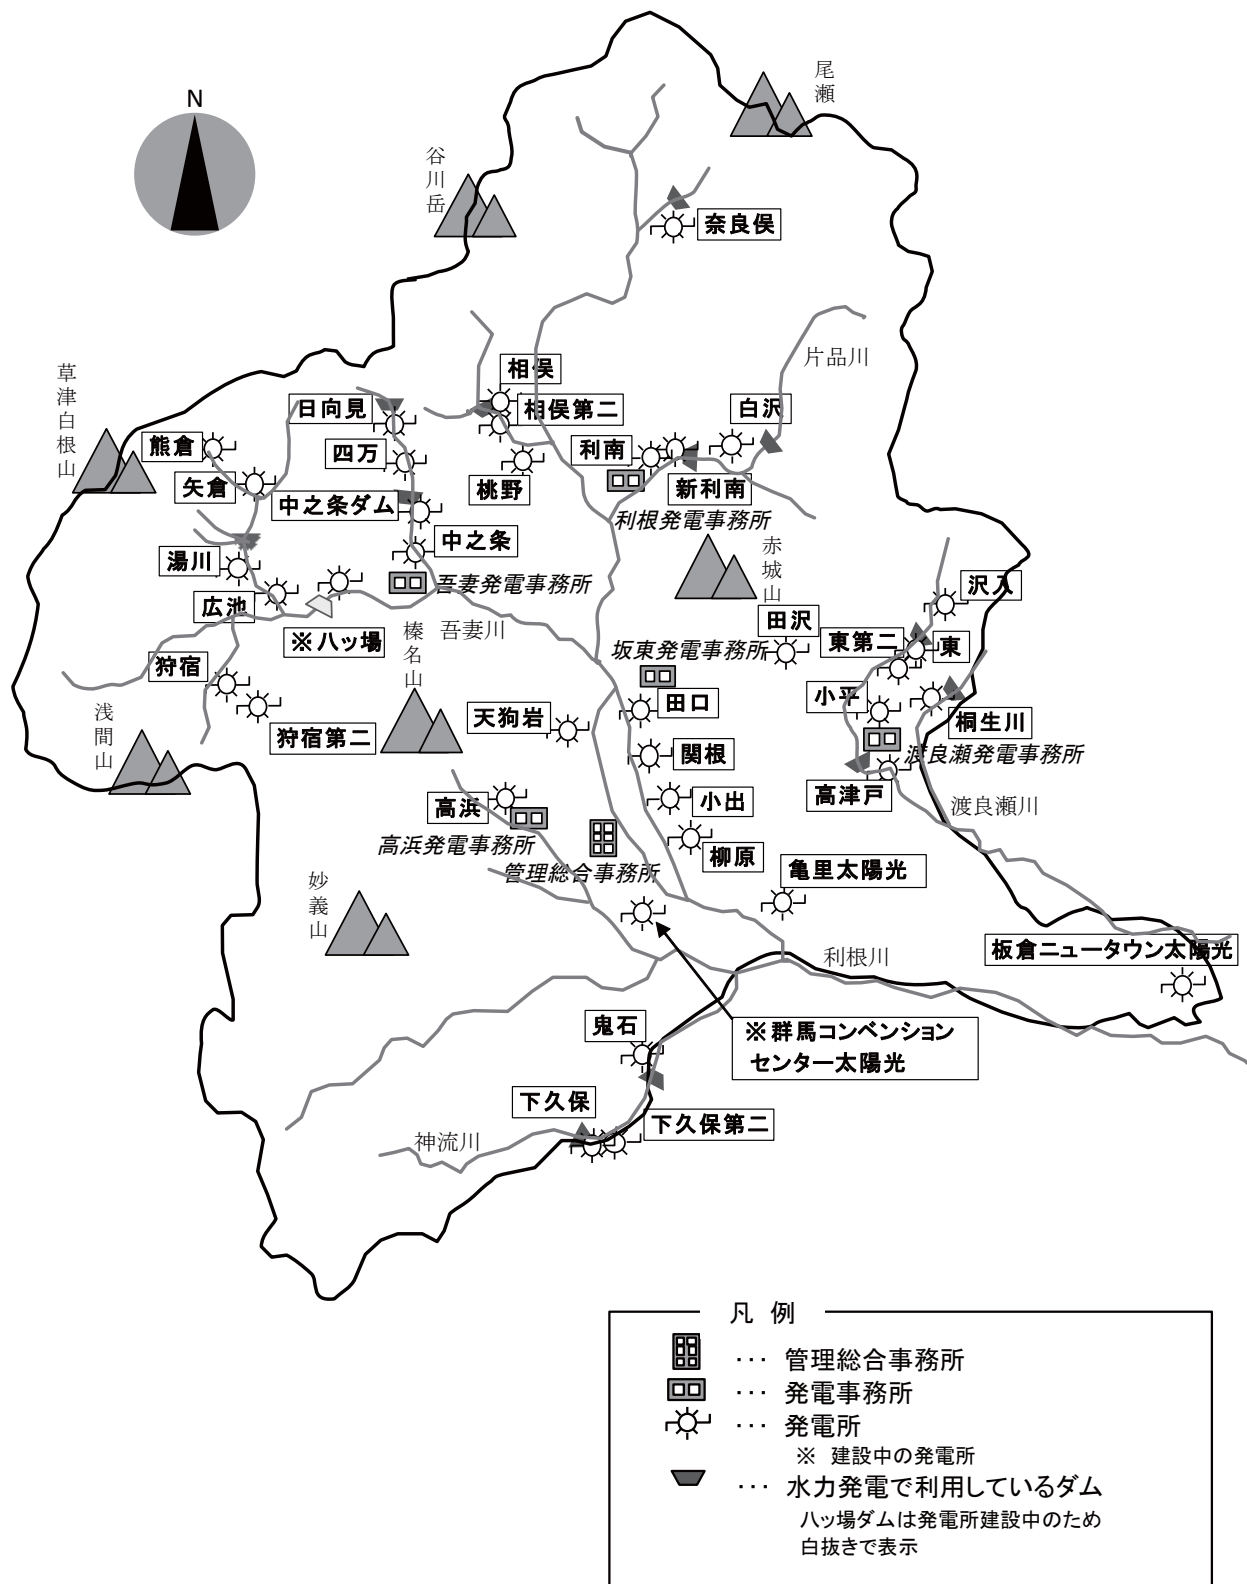 尾瀬
N
谷川岳
奈良俣
片品川
草津白根山
相俣
日向見
相俣第二
白沢
熊倉
四万
利南
矢倉
桃野
新利南
中之条ダム
利根発電事務所
中之条
赤城山
湯川
吾妻発電事務所
沢入
広池
田沢
※八ッ場
榛名山
吾妻川
東第二
東
坂東発電事務所
狩宿
小平
田口
浅間山
天狗岩
桐生川
狩宿第二
渡良瀬発電事務所
関根
高浜
小出
高津戸
渡良瀬川
高浜発電事務所
柳原
管理総合事務所
亀里太陽光
妙義山
板倉ニュータウン太陽光
利根川
鬼石
※群馬コンベンション
センター太陽光
下久保
下久保第二
神流川
凡 例
･･･ 管理総合事務所
･･･ 発電事務所
･･･ 発電所
※ 建設中の発電所
･･･ 水力発電で利用しているダム
八ッ場ダムは発電所建設中のため
白抜きで表示